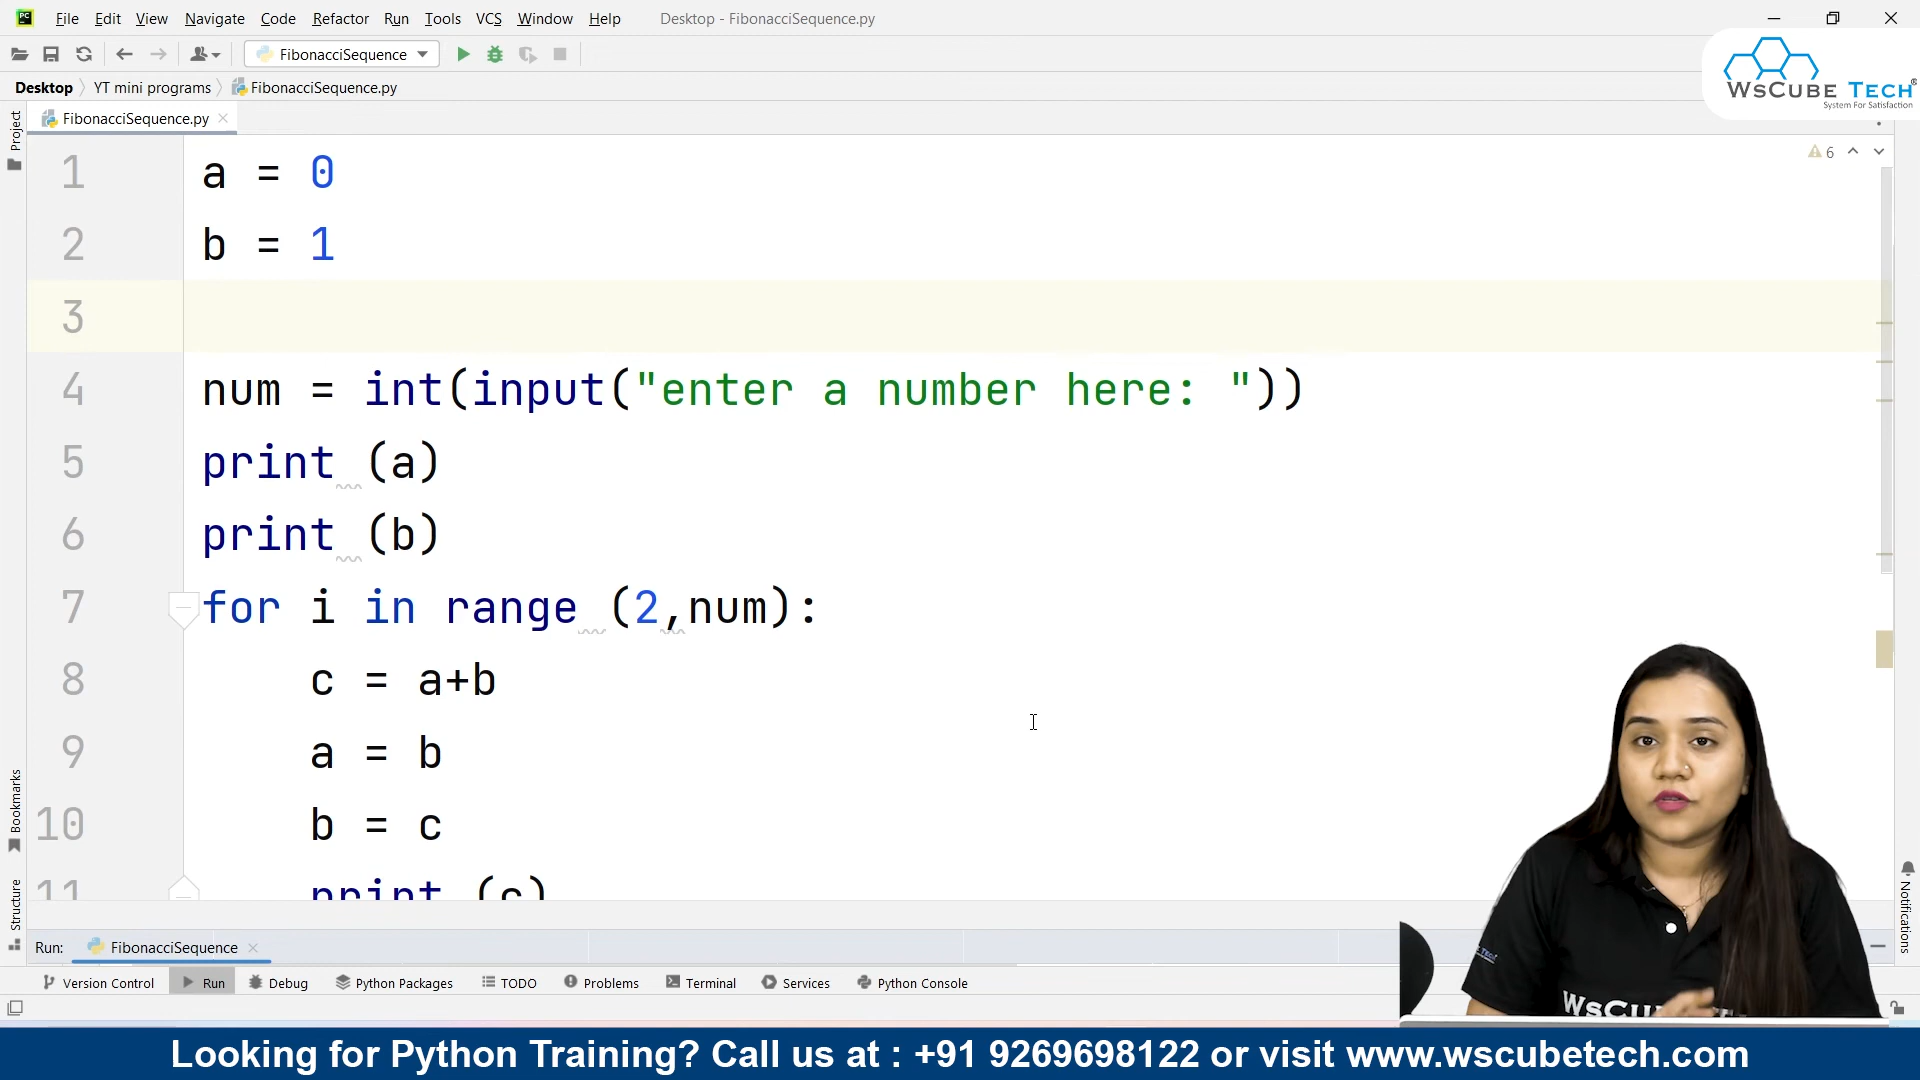 File Edit View Navigate Code Refactor Run Tools VCS Window Help Desktop - FibonacciSequence.py
FibonacciSequence
WsCube Tech®
System For Satisfaction
Desktop YT mini programs FibonacciSequence.py
Project
FibonacciSequence.py
6
1 a = 0
2 b = 1
3
4 num = int(input("enter a number here: "))
5 print (a)
6 print (b)
7 for i in range (2,num):
8 c = a+b
9 a = b
10 b = c
11 print (c)
Bookmarks
Structure
Notifications
Run: FibonacciSequence
Version Control Run Debug Python Packages TODO Problems Terminal Services Python Console
Looking for Python Training? Call us at : +91 9269698122 or visit www.wscubetech.com